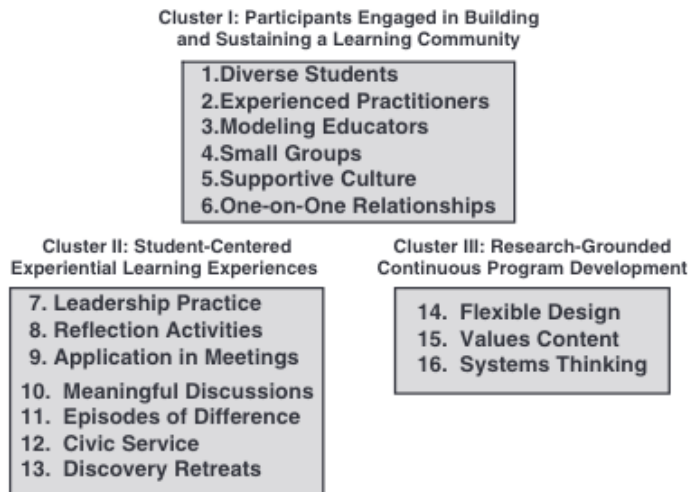 Cluster I: Participants Engaged in Building
and Sustaining a Learning Community
1.Diverse Students
2.Experienced Practitioners
3.Modeling Educators
4.Small Groups
5.Supportive Culture
6.One-on-One Relationships
Cluster II: Student-Centered
Experiential Learning Experiences
7. Leadership Practice
8. Reflection Activities
9. Application in Meetings
10. Meaningful Discussions
11. Episodes of Difference
12. Civic Service
13. Discovery Retreats
Cluster III: Research-Grounded
Continuous Program Development
14. Flexible Design
15. Values Content
16. Systems Thinking